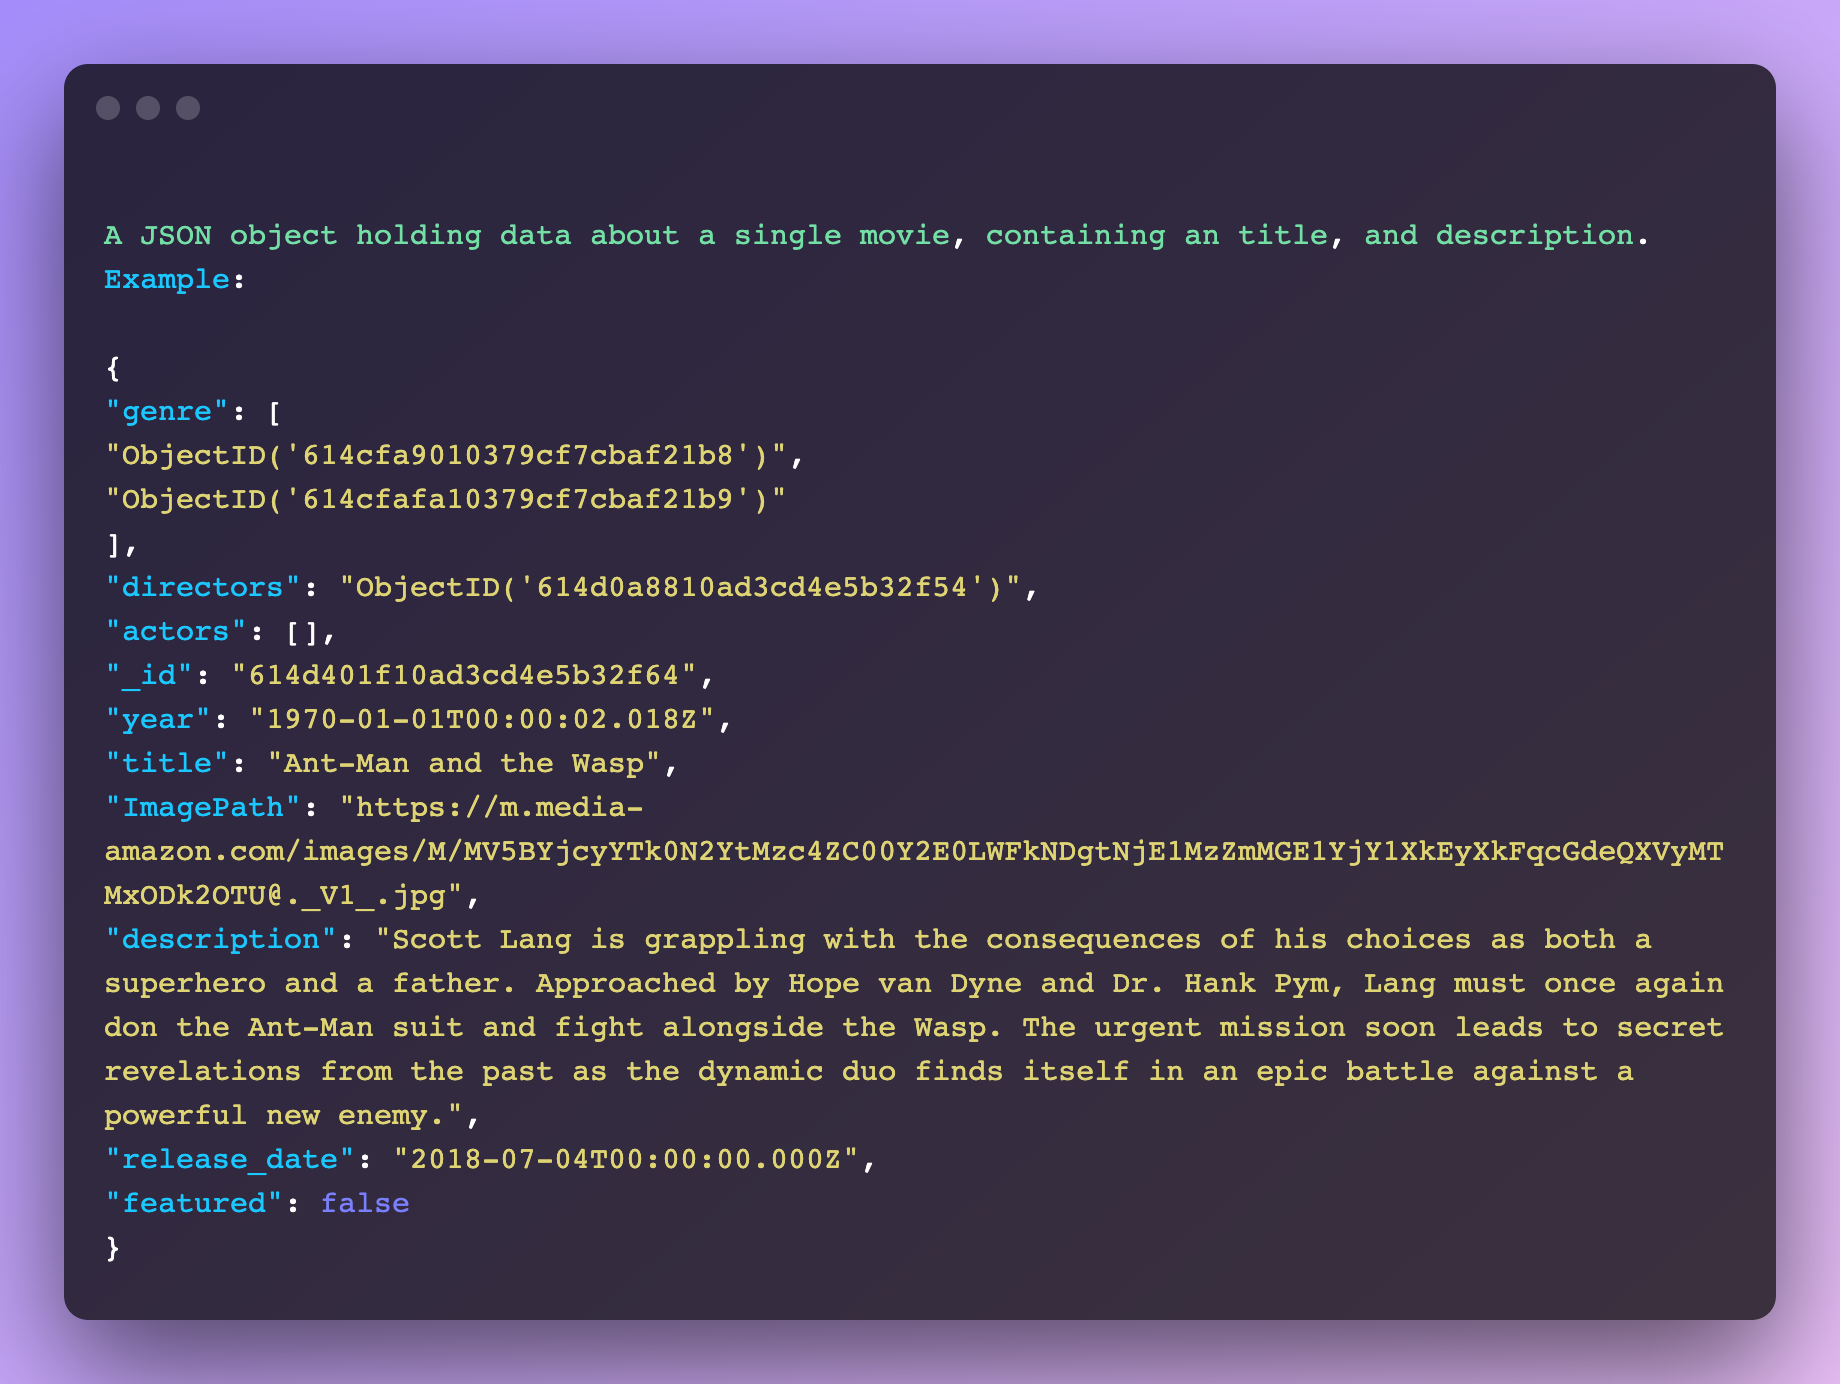 A JSON object holding data about a single movie, containing an title, and description.
Example:
{
"genre": [
"ObjectID('614cfa9010379cf7cbaf21b8')",
"ObjectID('614cfafa10379cf7cbaf21b9')"
],
"directors": "ObjectID('614d0a8810ad3cd4e5b32f54')",
"actors": [],
"_id": "614d401f10ad3cd4e5b32f64",
"year": "1970-01-01T00:00:02.018Z",
"title": "Ant-Man and the Wasp",
"ImagePath": "https://m.media-
amazon.com/images/M/MV5BYjcyYTk0N2YtMzc4ZC00Y2E0LWFkNDgtNjE1MzZmMGE1YjY1XkEyXkFqcGdeQXVyMT
MxODk2OTU@._V1_.jpg",
"description": "Scott Lang is grappling with the consequences of his choices as both a
superhero and a father. Approached by Hope van Dyne and Dr. Hank Pym, Lang must once again
don the Ant-Man suit and fight alongside the Wasp. The urgent mission soon leads to secret
revelations from the past as the dynamic duo finds itself in an epic battle against a
powerful new enemy.",
"release_date": "2018-07-04T00:00:00.000Z",
"featured": false
}